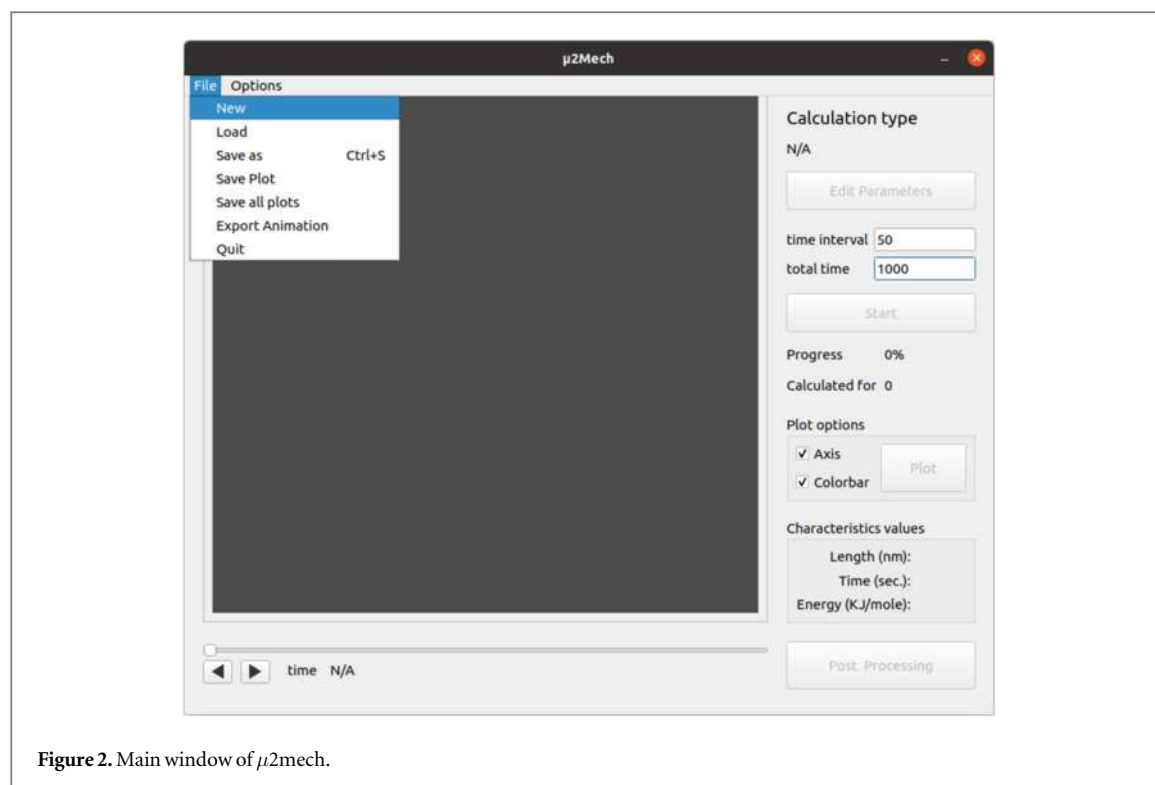 μ2Mech
File Options
New
Load
Save as Ctrl+S
Save Plot
Save all plots
Export Animation
Quit
Calculation type
N/A
Edit Parameters
time interval 50
total time 1000
Start
Progress 0%
Calculated for 0
Plot options
Axis
Colorbar
Plot
Characteristics values
Length (nm):
Time (sec.):
Energy (KJ/mole):
time N/A
Post Processing
Figure 2. Main window of μ2mech.